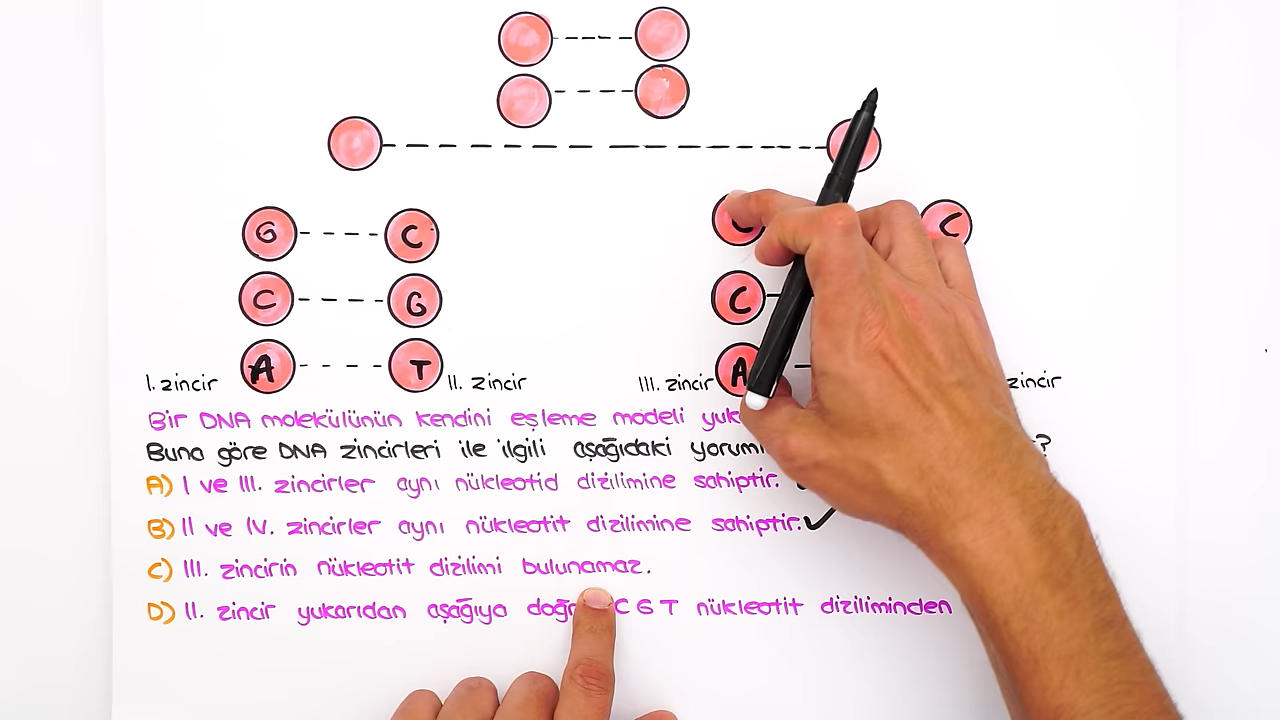 G C C
C G C
A T A
I. zincir II. zincir III. zincir zincir
Bir DNA molekülünün kendini eşleme modeli
Buna göre DNA zincirleri ile ilgili aşağıdaki ?
A) I ve III. zincirler aynı nükleotid dizilimine sahiptir.
B) II ve IV. zincirler aynı nükleotit dizilimine sahiptir.
C) III. zincirin nükleotit dizilimi bulunamaz.
D) II. zincir yukarıdan aşağıya C G T nükleotit diziliminden